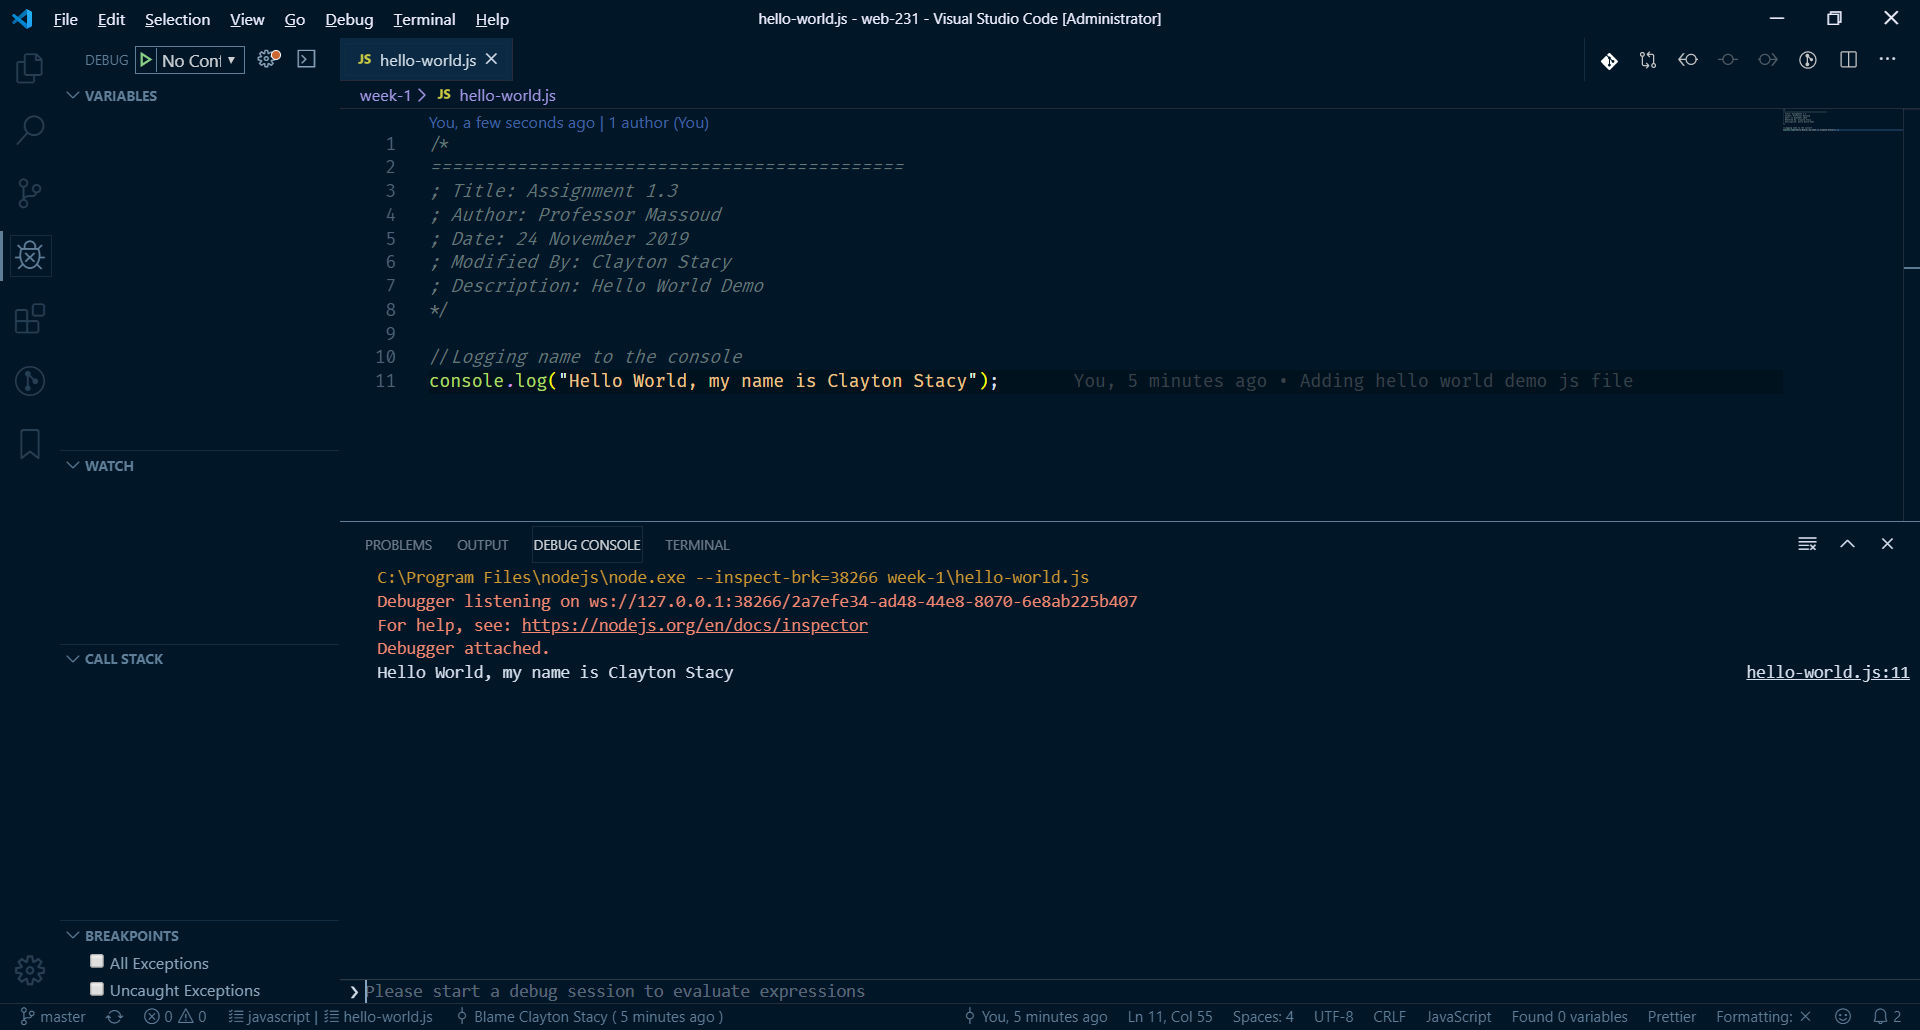 File Edit Selection View Go Debug Terminal Help
hello-world.js - web-231 - Visual Studio Code [Administrator]
DEBUG No Conf
JS hello-world.js
VARIABLES
week-1 > JS hello-world.js
You, a few seconds ago | 1 author (You)
1 /*
2 ============================================
3 ; Title: Assignment 1.3
4 ; Author: Professor Massoud
5 ; Date: 24 November 2019
6 ; Modified By: Clayton Stacy
7 ; Description: Hello World Demo
8 */
9
10 //Logging name to the console
11 console.log("Hello World, my name is Clayton Stacy"); You, 5 minutes ago • Adding hello world demo js file
WATCH
CALL STACK
BREAKPOINTS
All Exceptions
Uncaught Exceptions
PROBLEMS OUTPUT DEBUG CONSOLE TERMINAL
C:\Program Files\nodejs\node.exe --inspect-brk=38266 week-1\hello-world.js
Debugger listening on ws://127.0.0.1:38266/2a7efe34-ad48-44e8-8070-6e8ab225b407
For help, see: https://nodejs.org/en/docs/inspector
Debugger attached.
Hello World, my name is Clayton Stacy hello-world.js:11
Please start a debug session to evaluate expressions
master 0 0 javascript | hello-world.js Blame Clayton Stacy ( 5 minutes ago ) You, 5 minutes ago Ln 11, Col 55 Spaces: 4 UTF-8 CRLF JavaScript Found 0 variables Prettier Formatting: × 2